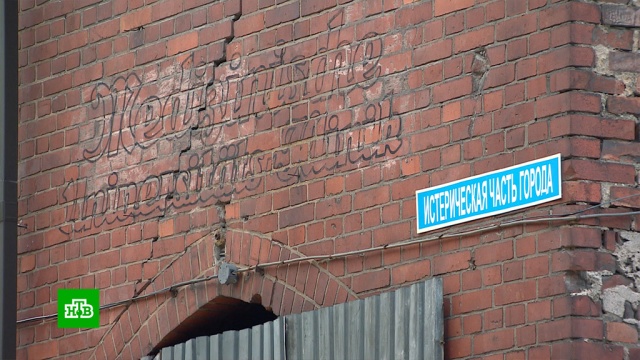 Medizinische
Universitäts Klinik
ИСТЕРИЧЕСКАЯ ЧАСТЬ ГОРОДА
НТВ